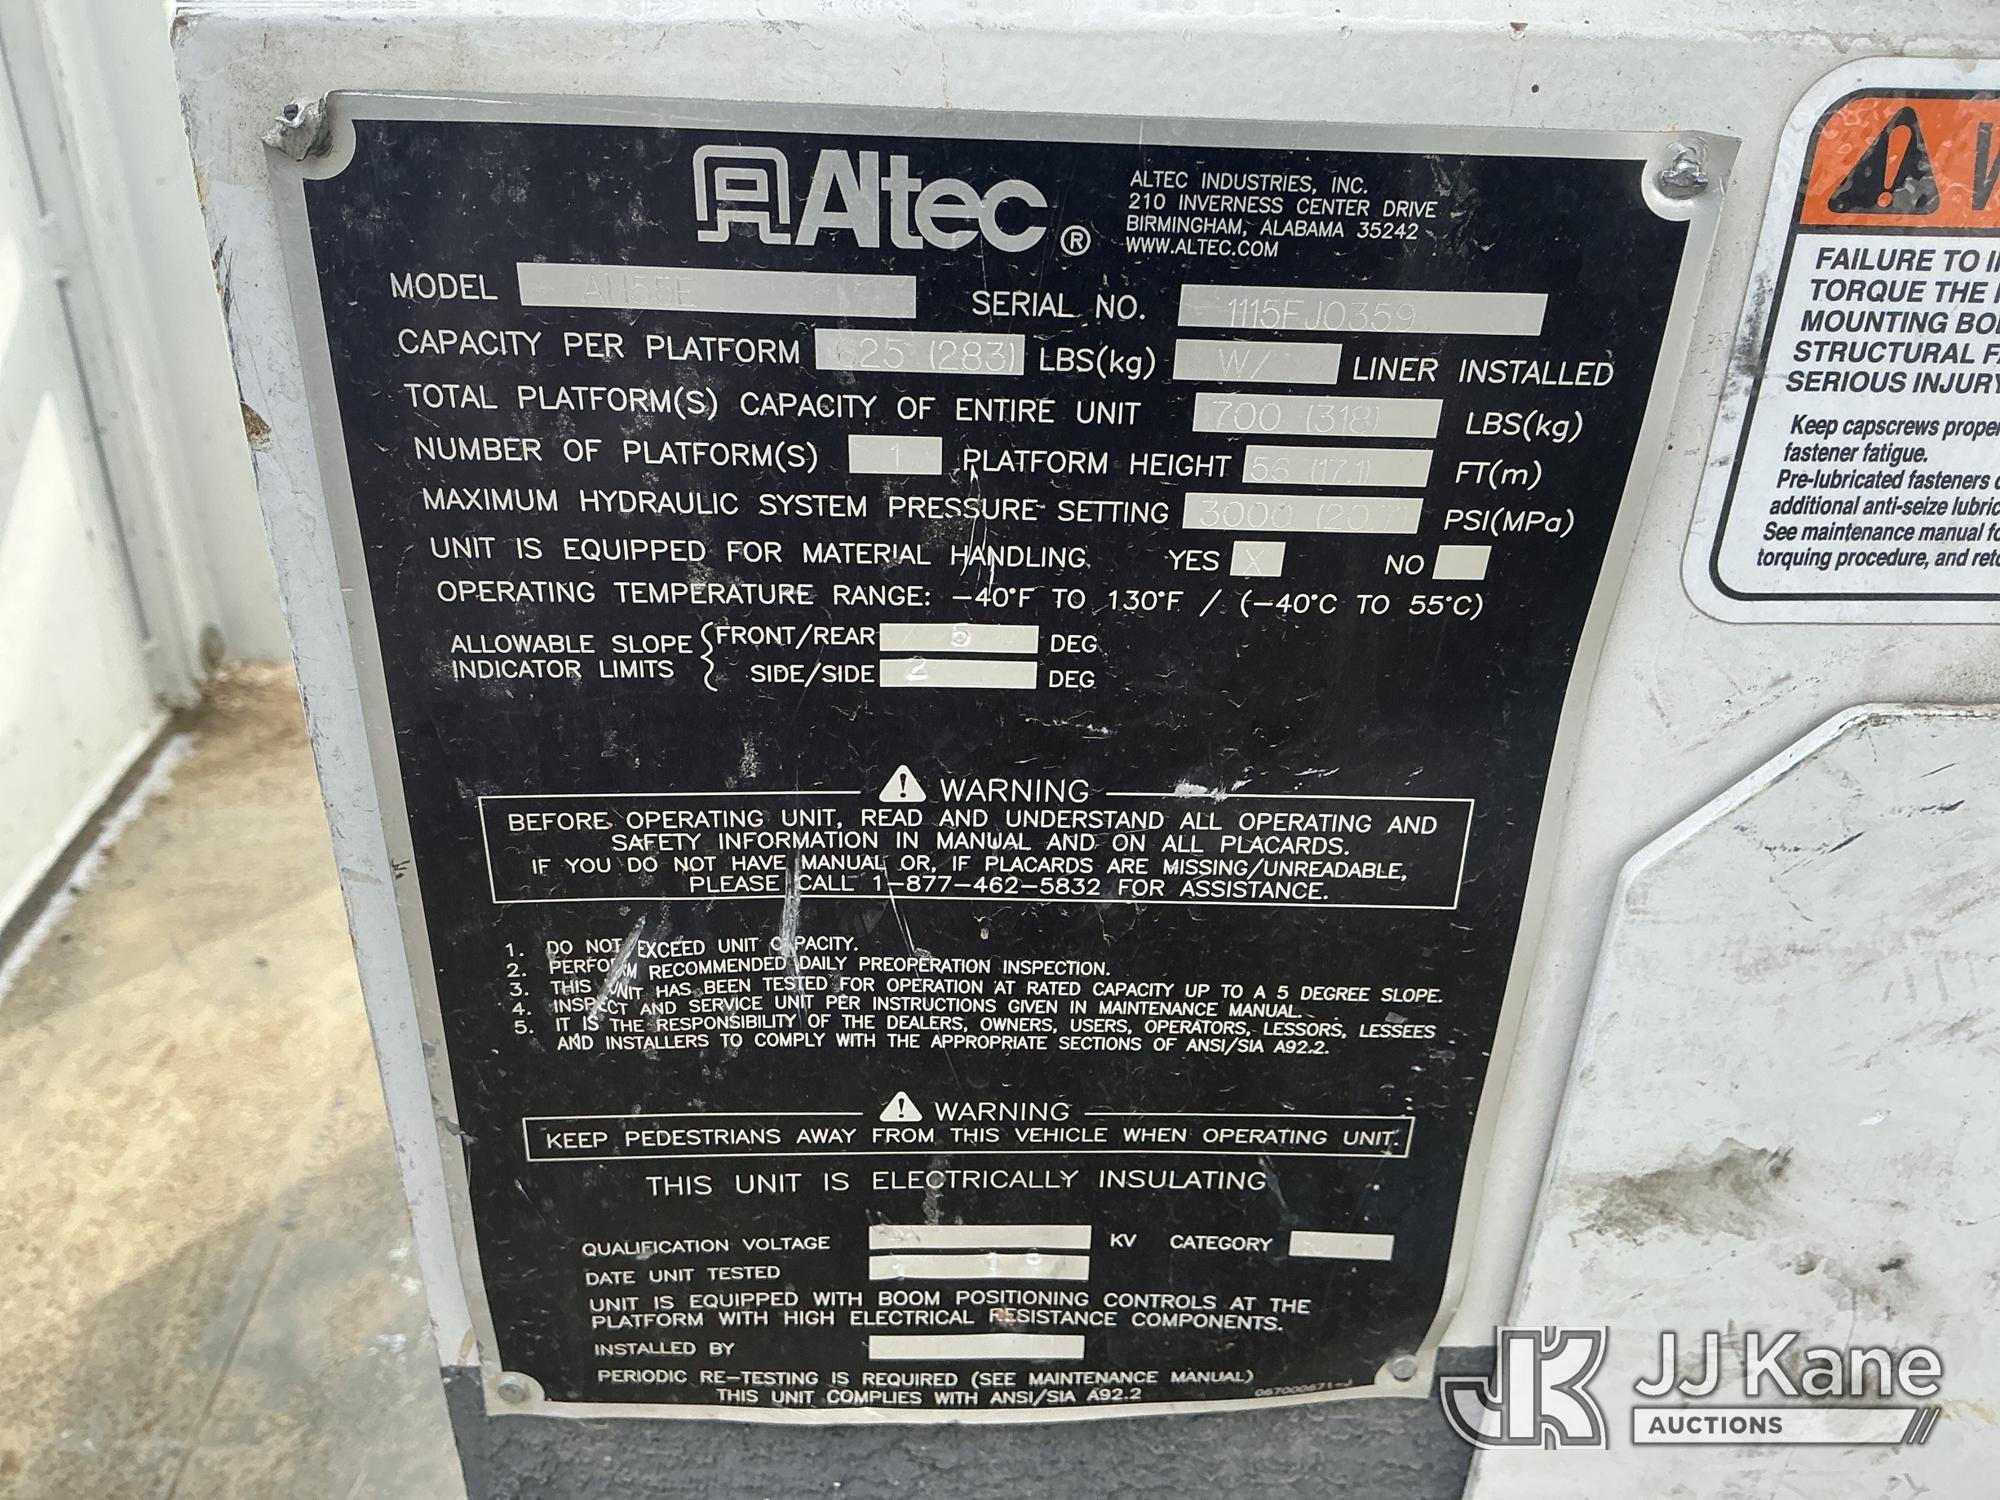 Altec®
ALTEC INDUSTRIES, INC.
210 INVERNESS CENTER DRIVE
BIRMINGHAM, ALABAMA 35242
WWW.ALTEC.COM
MODEL
SERIAL NO. 1115FJ0359
CAPACITY PER PLATFORM 625 (283) LBS(kg) W/ LINER INSTALLED
TOTAL PLATFORM(S) CAPACITY OF ENTIRE UNIT 700 (318) LBS(kg)
NUMBER OF PLATFORM(S) 1 PLATFORM HEIGHT 56 (17.1) FT(m)
MAXIMUM HYDRAULIC SYSTEM PRESSURE SETTING 3000 (20.7) PSI(MPa)
UNIT IS EQUIPPED FOR MATERIAL HANDLING YES X NO
OPERATING TEMPERATURE RANGE: -40°F TO 130°F / (-40°C TO 55°C)
ALLOWABLE SLOPE { FRONT/REAR 5 DEG
INDICATOR LIMITS SIDE/SIDE 2 DEG
WARNING
BEFORE OPERATING UNIT, READ AND UNDERSTAND ALL OPERATING AND
SAFETY INFORMATION IN MANUAL AND ON ALL PLACARDS.
IF YOU DO NOT HAVE MANUAL OR, IF PLACARDS ARE MISSING/UNREADABLE,
PLEASE CALL 1-877-462-5832 FOR ASSISTANCE.
1. DO NOT EXCEED UNIT CAPACITY.
2. PERFORM RECOMMENDED DAILY PREOPERATION INSPECTION.
3. THIS UNIT HAS BEEN TESTED FOR OPERATION AT RATED CAPACITY UP TO A 5 DEGREE SLOPE.
4. INSPECT AND SERVICE UNIT PER INSTRUCTIONS GIVEN IN MAINTENANCE MANUAL.
5. IT IS THE RESPONSIBILITY OF THE DEALERS, OWNERS, USERS, OPERATORS, LESSORS, LESSEES
AND INSTALLERS TO COMPLY WITH THE APPROPRIATE SECTIONS OF ANSI/SIA A92.2.
WARNING
KEEP PEDESTRIANS AWAY FROM THIS VEHICLE WHEN OPERATING UNIT.
THIS UNIT IS ELECTRICALLY INSULATING
QUALIFICATION VOLTAGE KV CATEGORY
DATE UNIT TESTED
UNIT IS EQUIPPED WITH BOOM POSITIONING CONTROLS AT THE
PLATFORM WITH HIGH ELECTRICAL RESISTANCE COMPONENTS.
INSTALLED BY
PERIODIC RE-TESTING IS REQUIRED (SEE MAINTENANCE MANUAL)
THIS UNIT COMPLIES WITH ANSI/SIA A92.2
FAILURE TO
TORQUE THE
MOUNTING
STRUCTURAL
SERIOUS INJURY
Keep capscrews
fastener fatigue.
Pre-lubricated fasteners
additional anti-seize
See maintenance manual
torquing procedure, and
JK JJ Kane
AUCTIONS